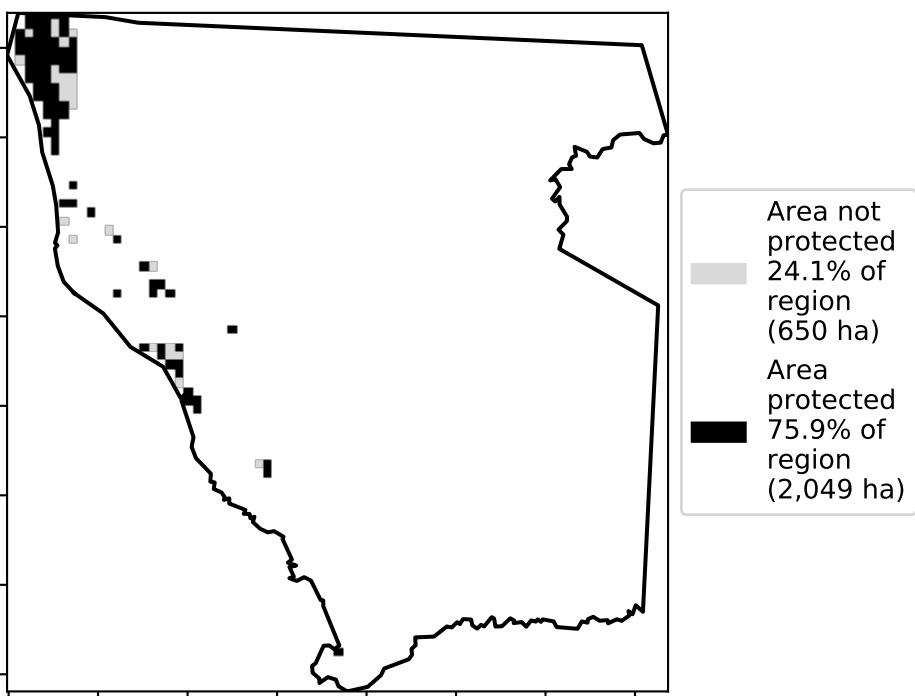 Area not
protected
24.1% of
region
(650 ha)
Area
protected
75.9% of
region
(2,049 ha)